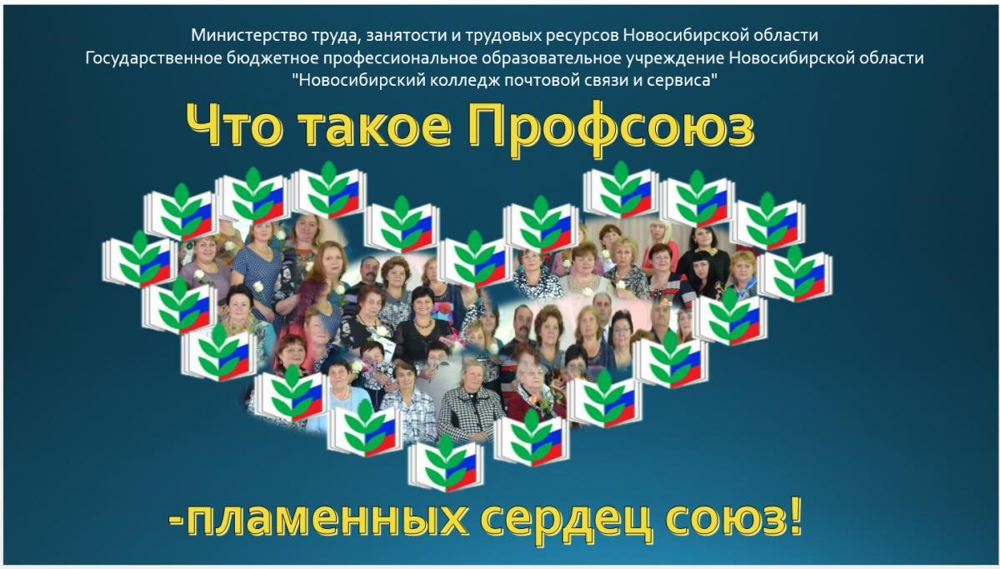 Министерство труда, занятости и трудовых ресурсов Новосибирской области
Государственное бюджетное профессиональное образовательное учреждение Новосибирской области
"Новосибирский колледж почтовой связи и сервиса"
Что такое Профсоюз
-пламенных сердец союз!